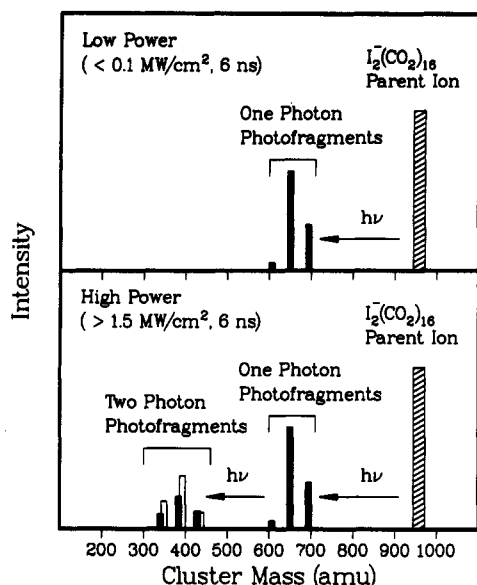 Low Power
( < 0.1 MW/cm², 6 ns)
I₂⁻(CO₂)₁₆
Parent Ion
One Photon
Photofragments
hν
Intensity
High Power
( > 1.5 MW/cm², 6 ns)
I₂⁻(CO₂)₁₆
Parent Ion
One Photon
Photofragments
Two Photon
Photofragments
hν
hν
200 300 400 500 600 700 800 900 1000
Cluster Mass (amu)